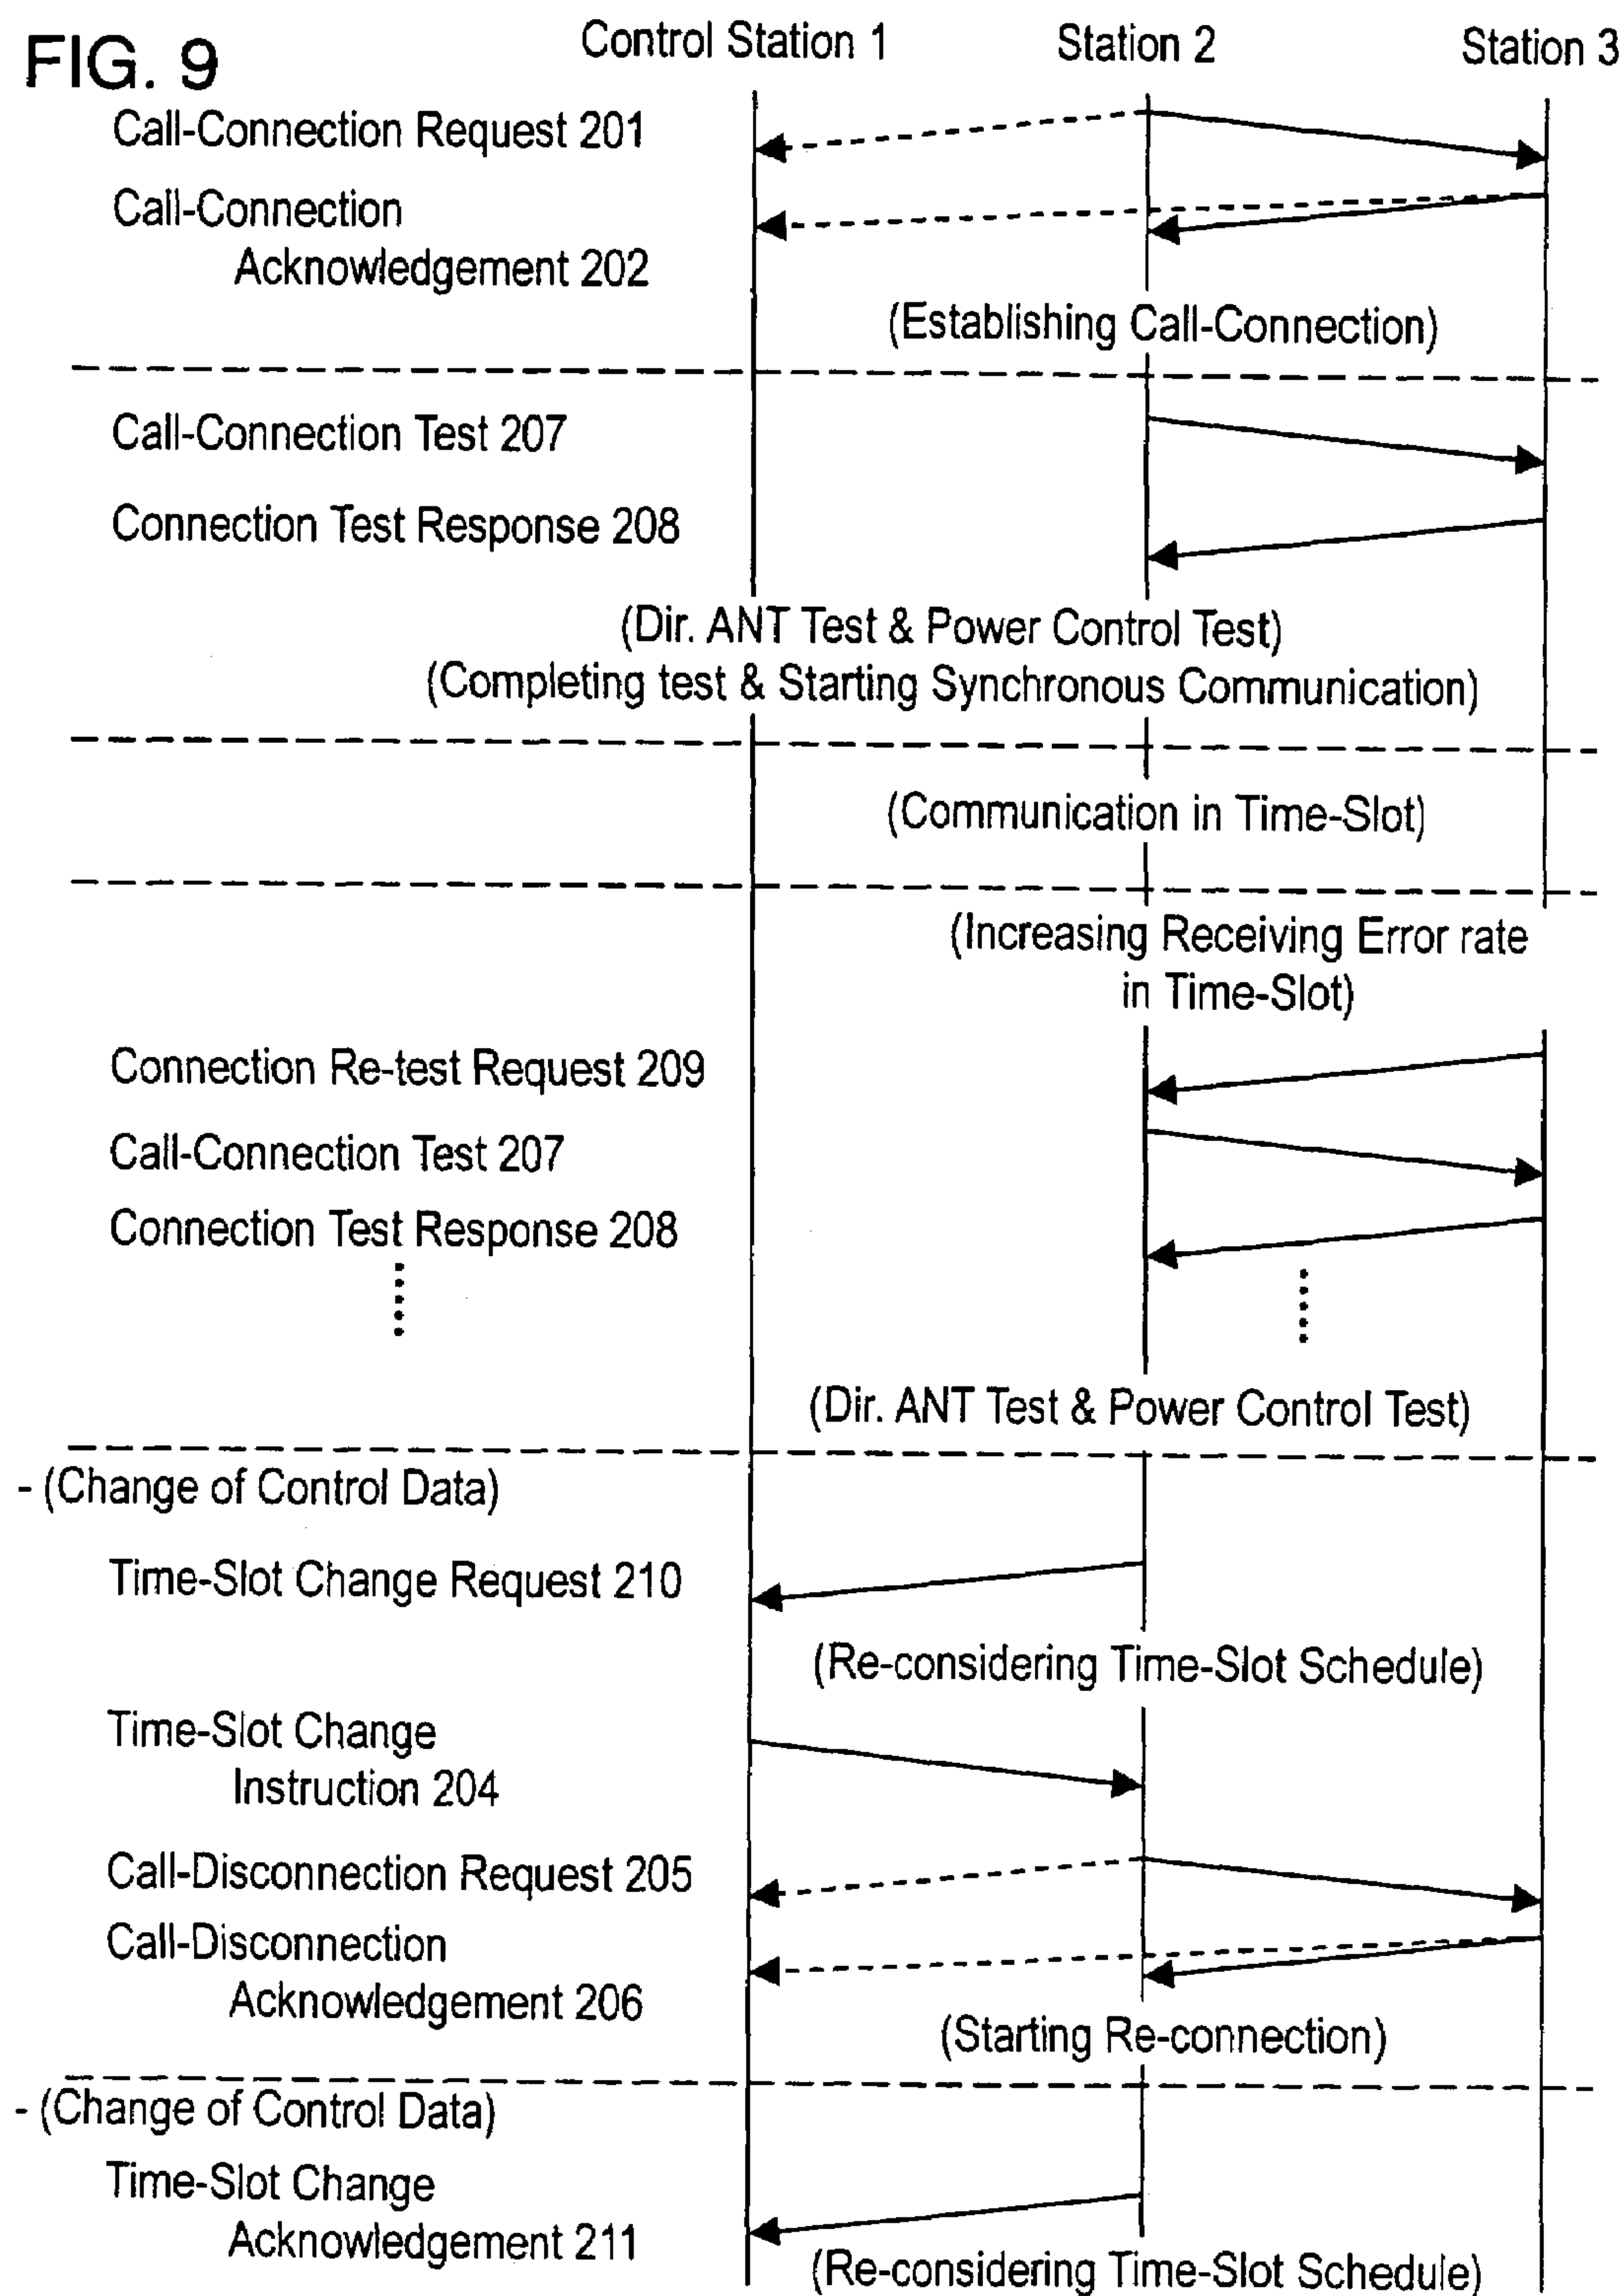 FIG. 9
Control Station 1
Station 2
Station 3
Call-Connection Request 201
Call-Connection
Acknowledgement 202
(Establishing Call-Connection)
Call-Connection Test 207
Connection Test Response 208
(Dir. ANT Test & Power Control Test)
(Completing test & Starting Synchronous Communication)
(Communication in Time-Slot)
(Increasing Receiving Error rate
in Time-Slot)
Connection Re-test Request 209
Call-Connection Test 207
Connection Test Response 208
(Dir. ANT Test & Power Control Test)
- (Change of Control Data)
Time-Slot Change Request 210
(Re-considering Time-Slot Schedule)
Time-Slot Change
Instruction 204
Call-Disconnection Request 205
Call-Disconnection
Acknowledgement 206
(Starting Re-connection)
- (Change of Control Data)
Time-Slot Change
Acknowledgement 211
(Re-considering Time-Slot Schedule)